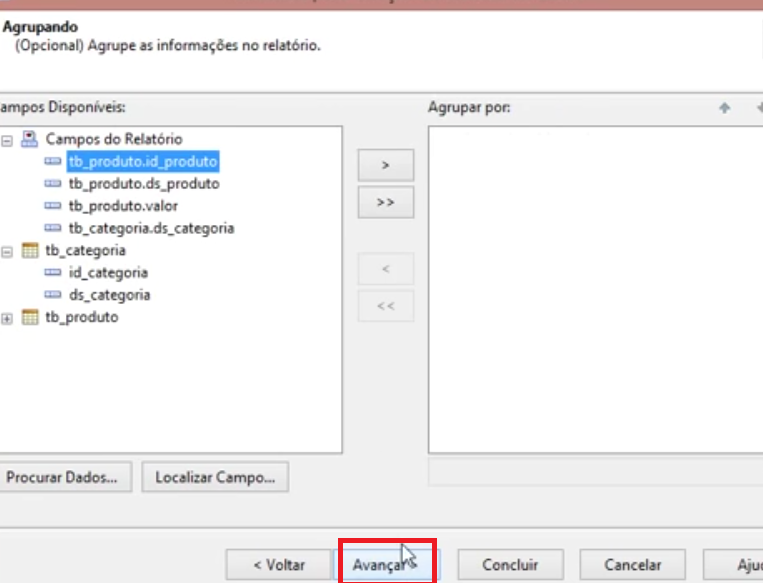 Agrupando
(Opcional) Agrupe as informações no relatório.
ampos Disponíveis:
Agrupar por:
Campos do Relatório
tb_produto.id_produto
tb_produto.ds_produto
tb_produto.valor
tb_categoria.ds_categoria
tb_categoria
id_categoria
ds_categoria
tb_produto
>
>>
<
<<
Procurar Dados...
Localizar Campo...
< Voltar
Avançar
Concluir
Cancelar
Aju